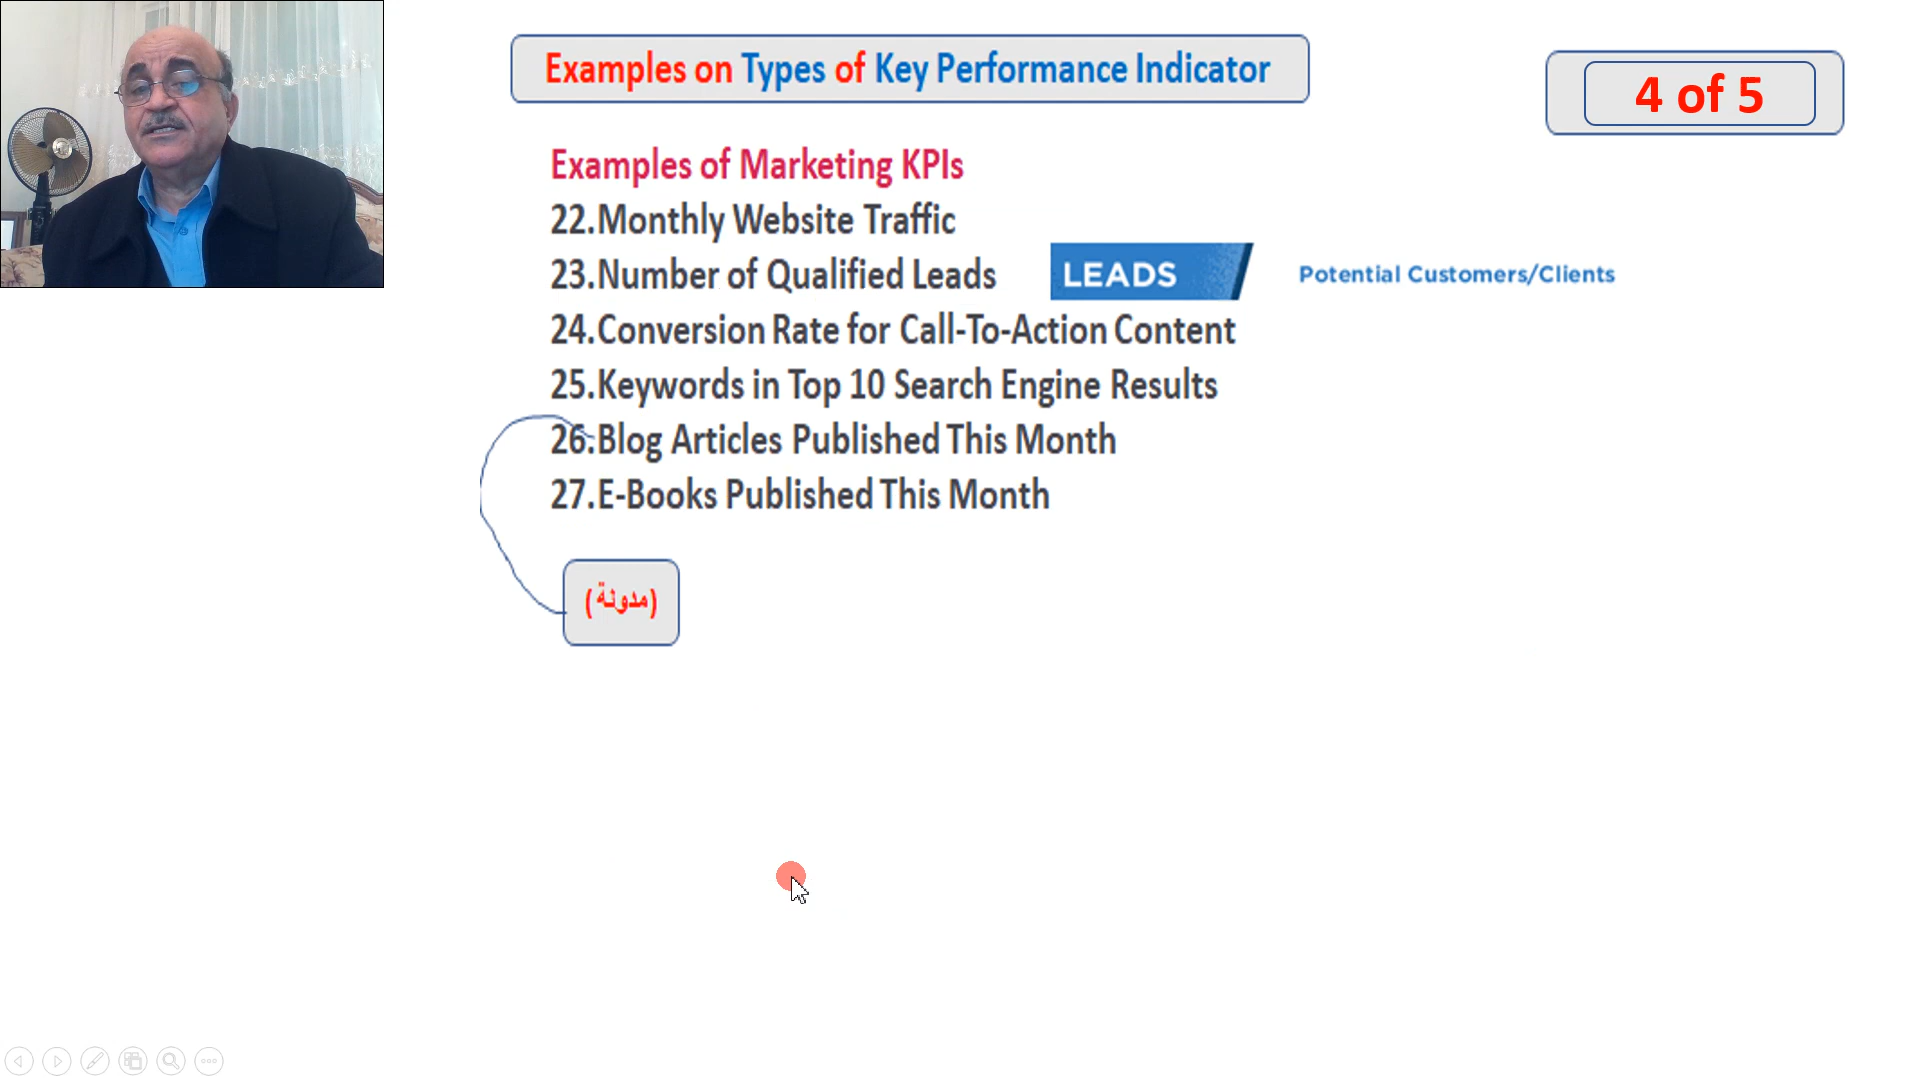 Examples on Types of Key Performance Indicator
4 of 5
Examples of Marketing KPIs
22.Monthly Website Traffic
23.Number of Qualified Leads
LEADS
Potential Customers/Clients
24.Conversion Rate for Call-To-Action Content
25.Keywords in Top 10 Search Engine Results
26.Blog Articles Published This Month
27.E-Books Published This Month
(مدونة)